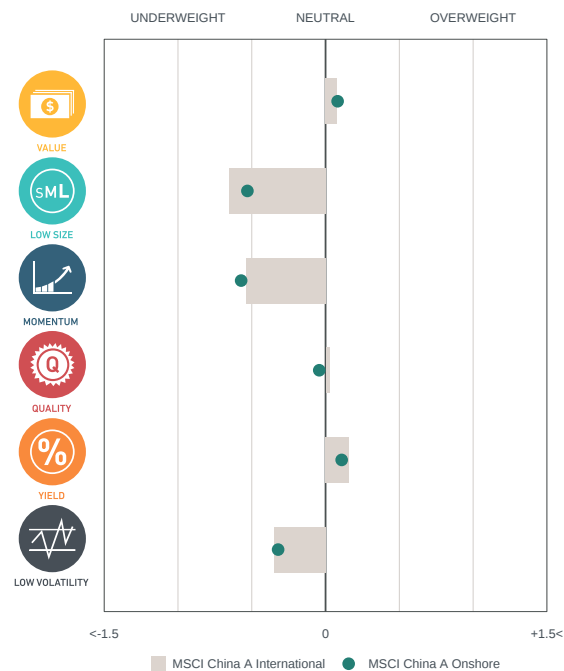 UNDERWEIGHT NEUTRAL OVERWEIGHT
$
VALUE
SML
LOW SIZE
MOMENTUM
Q
QUALITY
%
YIELD
LOW VOLATILITY
<-1.5 0 +1.5<
MSCI China A International MSCI China A Onshore